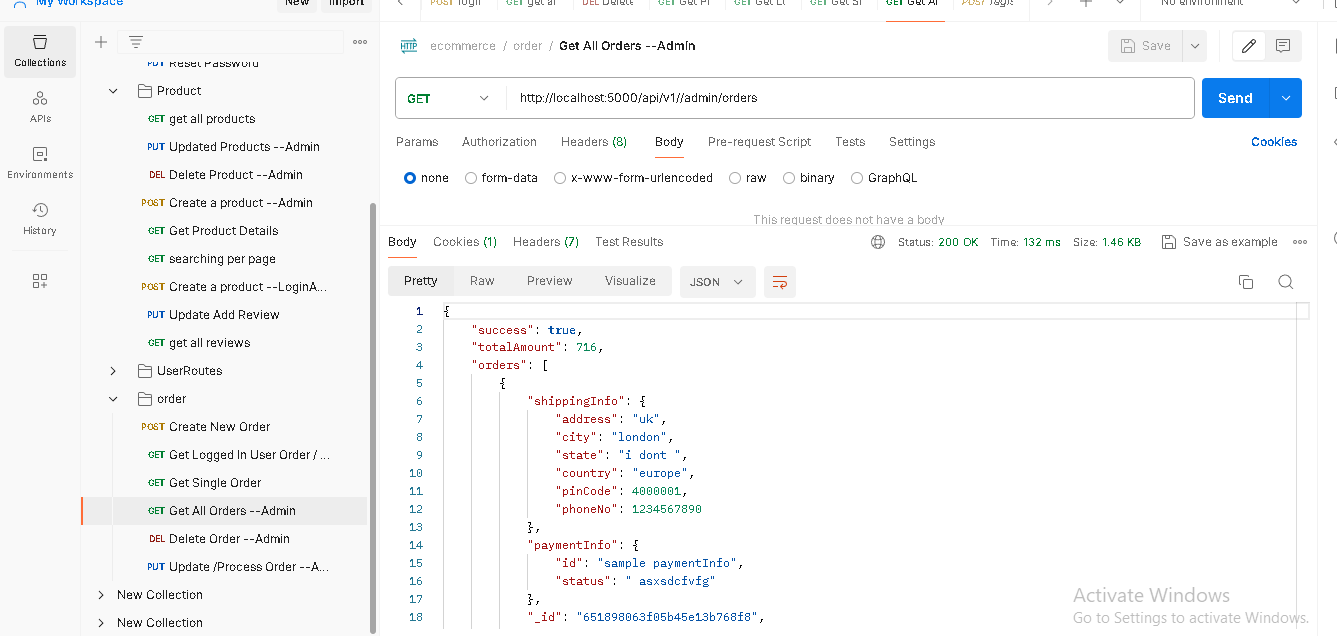 My Workspace New Import POST login GET get al DEL Delete GET Get Pr GET Get Lo GET Get Si GET Get Al POST regis No environment
Collections
APIs
Environments
History
PUT Reset Password
Product
GET get all products
PUT Updated Products --Admin
DEL Delete Product --Admin
POST Create a product --Admin
GET Get Product Details
GET searching per page
POST Create a product --LoginA...
PUT Update Add Review
GET get all reviews
UserRoutes
order
POST Create New Order
GET Get Logged In User Order / ...
GET Get Single Order
GET Get All Orders --Admin
DEL Delete Order --Admin
PUT Update /Process Order --A...
New Collection
New Collection
HTTP ecommerce / order / Get All Orders --Admin Save
GET http://localhost:5000/api/v1//admin/orders Send
Params Authorization Headers (8) Body Pre-request Script Tests Settings Cookies
none form-data x-www-form-urlencoded raw binary GraphQL
This request does not have a body
Body Cookies (1) Headers (7) Test Results Status: 200 OK Time: 132 ms Size: 1.46 KB Save as example
Pretty Raw Preview Visualize JSON
1 {
2 "success": true,
3 "totalAmount": 716,
4 "orders": [
5 {
6 "shippingInfo": {
7 "address": "uk",
8 "city": "london",
9 "state": "i dont ",
10 "country": "europe",
11 "pinCode": 4000001,
12 "phoneNo": 1234567890
13 },
14 "paymentInfo": {
15 "id": "sample paymentInfo",
16 "status": " asxsdcfvfg"
17 },
18 "_id": "651898063f05b45e13b768f8",
Activate Windows
Go to Settings to activate Windows.